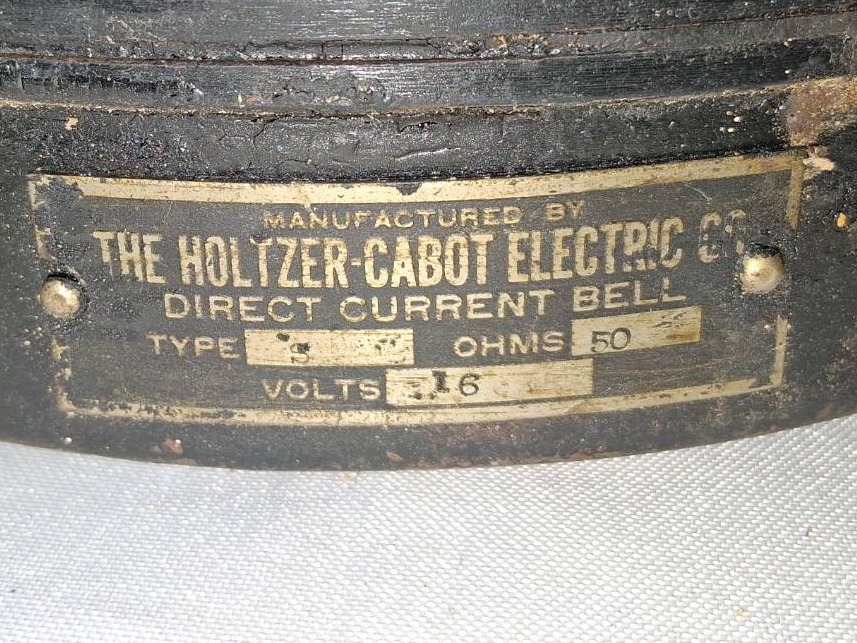 MANUFACTURED BY
THE HOLTZER-CABOT ELECTRIC CO.
DIRECT CURRENT BELL
TYPE S OHMS 50
VOLTS 16